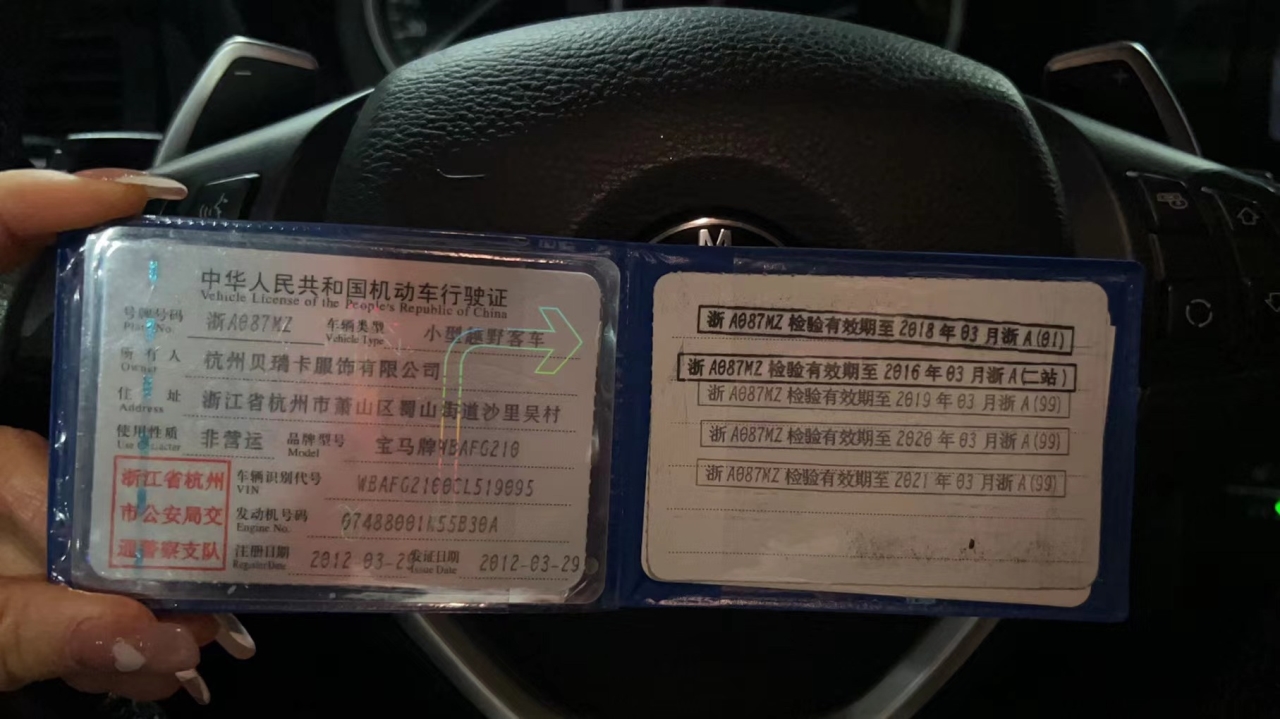 中华人民共和国机动车行驶证
Vehicle License of the People's Republic of China
号牌号码 浙A087MZ 车辆类型 小型越野客车
Plate No. Vehicle Type
所有人 杭州贝瑞卡服饰有限公司
Owner
住址 浙江省杭州市萧山区蜀山街道沙里吴村
Address
使用性质 非营运 品牌型号 宝马牌WBAFG210
Use Character Model
浙江省杭州
市公安局交
通警察支队
车辆识别代号
VIN
发动机号码 07488001N55B30A
Engine No.
注册日期 2012-03-29 发证日期 2012-03-29
Register Date Issue Date
浙A087MZ 检验有效期至 2018年03月浙A(01)
浙A087MZ 检验有效期至 2016年03月浙A(二站)
浙A087MZ 检验有效期至 2019年03月浙A(99)
浙A087MZ 检验有效期至 2020年03月浙A(99)
浙A087MZ 检验有效期至 2021年03月浙A(99)
M